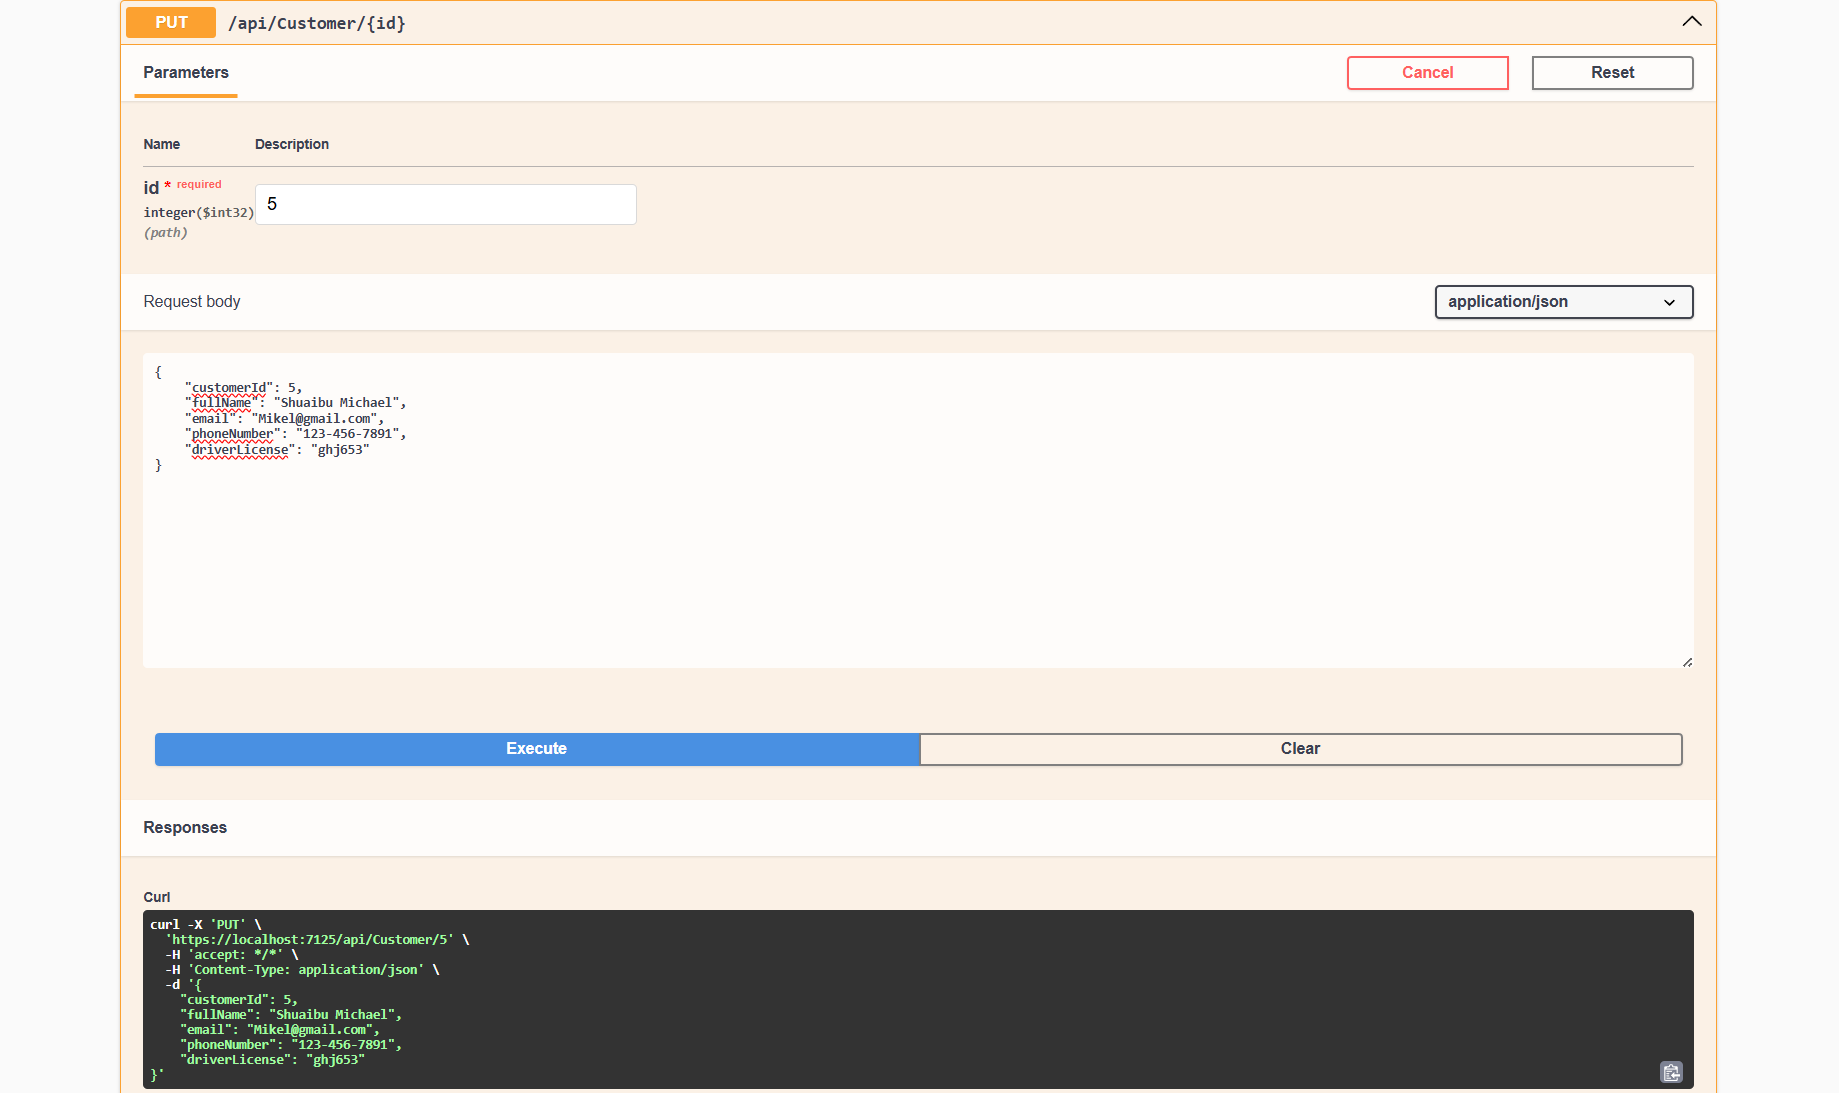 PUT /api/Customer/{id}
Parameters
Cancel
Reset
Name Description
id * required
integer($int32)
(path)
5
Request body
application/json
{
    "customerId": 5,
    "fullName": "Shuaibu Michael",
    "email": "Mikel@gmail.com",
    "phoneNumber": "123-456-7891",
    "driverLicense": "ghj653"
}
Execute
Clear
Responses
Curl
curl -X 'PUT' \
  'https://localhost:7125/api/Customer/5' \
  -H 'accept: */*' \
  -H 'Content-Type: application/json' \
  -d '{
    "customerId": 5,
    "fullName": "Shuaibu Michael",
    "email": "Mikel@gmail.com",
    "phoneNumber": "123-456-7891",
    "driverLicense": "ghj653"
}'